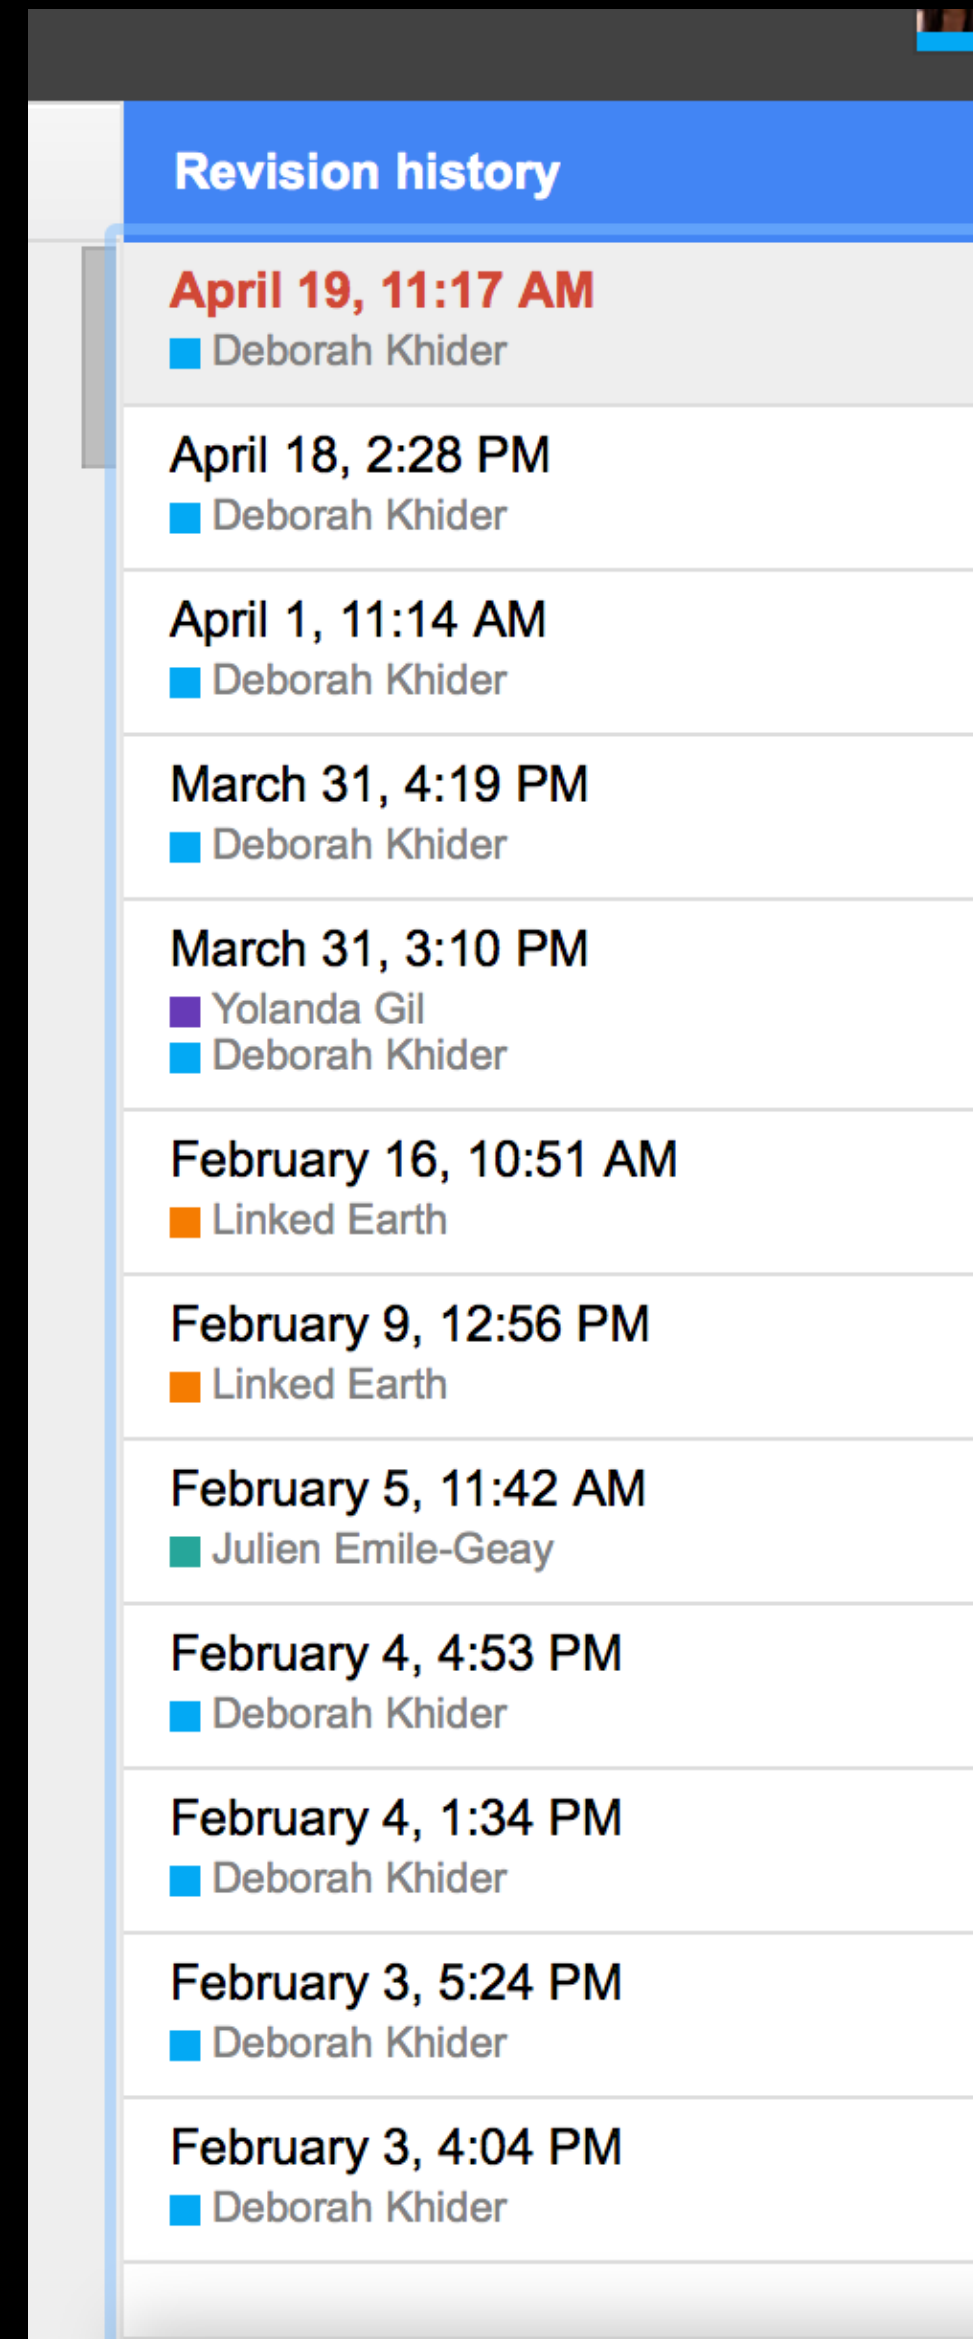 Revision history
April 19, 11:17 AM
Deborah Khider
April 18, 2:28 PM
Deborah Khider
April 1, 11:14 AM
Deborah Khider
March 31, 4:19 PM
Deborah Khider
March 31, 3:10 PM
Yolanda Gil
Deborah Khider
February 16, 10:51 AM
Linked Earth
February 9, 12:56 PM
Linked Earth
February 5, 11:42 AM
Julien Emile-Geay
February 4, 4:53 PM
Deborah Khider
February 4, 1:34 PM
Deborah Khider
February 3, 5:24 PM
Deborah Khider
February 3, 4:04 PM
Deborah Khider